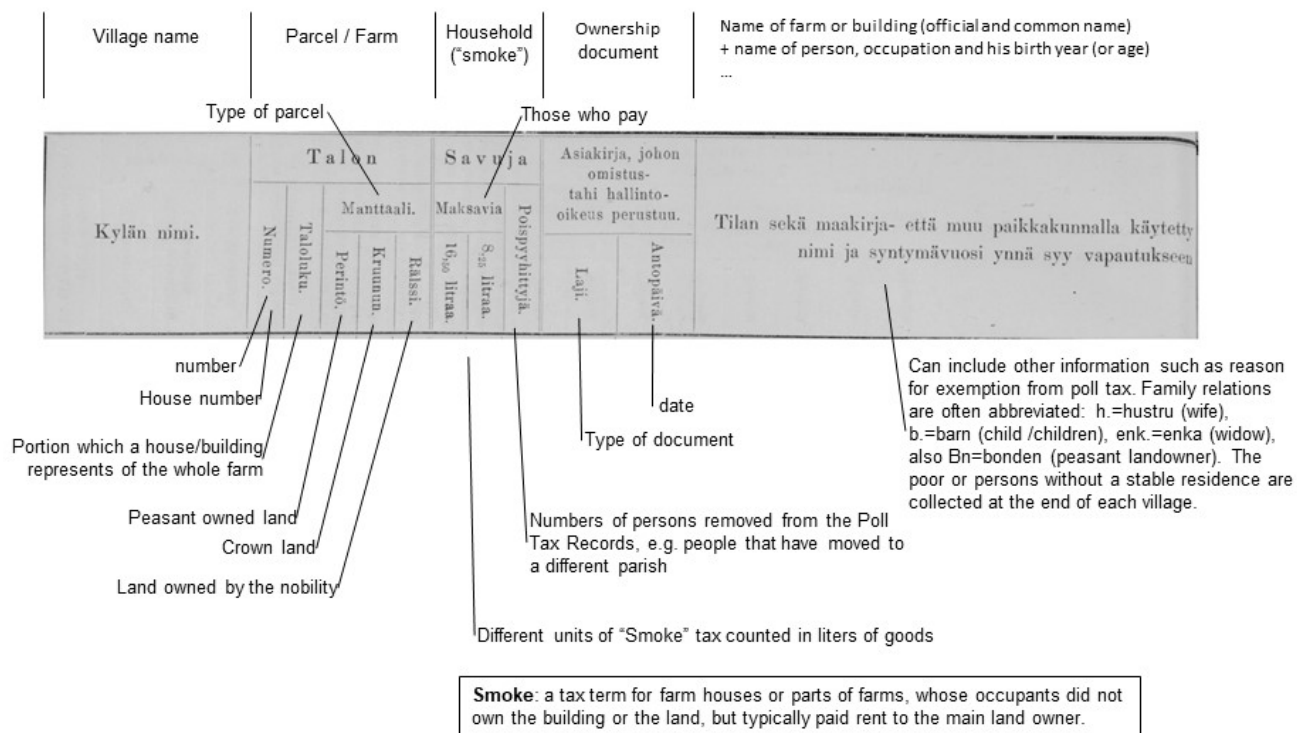 Village name
Parcel / Farm
Household
("smoke")
Ownership
document
Name of farm or building (official and common name)
+ name of person, occupation and his birth year (or age)
...
Type of parcel
Those who pay
Kylän nimi.
Talon
Numero.
Taloluku.
Manttaali.
Perintö.
Kruunun.
Rälssi.
Savuja
Maksavia
16,50 litraa.
8,25 litraa.
Poispyyhittyjä.
Asiakirja, johon
omistus-
tahi hallinto-
oikeus perustuu.
Laji.
Antopäivä.
Tilan sekä maakirja- että muu paikkakunnalla käytetty
nimi ja syntymävuosi ynnä syy vapautukseen
number
House number
Portion which a house/building
represents of the whole farm
Peasant owned land
Crown land
Land owned by the nobility
date
Type of document
Numbers of persons removed from the Poll
Tax Records, e.g. people that have moved to
a different parish
Different units of “Smoke” tax counted in liters of goods
Can include other information such as reason
for exemption from poll tax. Family relations
are often abbreviated: h.=hustru (wife),
b.=barn (child /children), enk.=enka (widow),
also Bn=bonden (peasant landowner). The
poor or persons without a stable residence are
collected at the end of each village.
Smoke: a tax term for farm houses or parts of farms, whose occupants did not
own the building or the land, but typically paid rent to the main land owner.